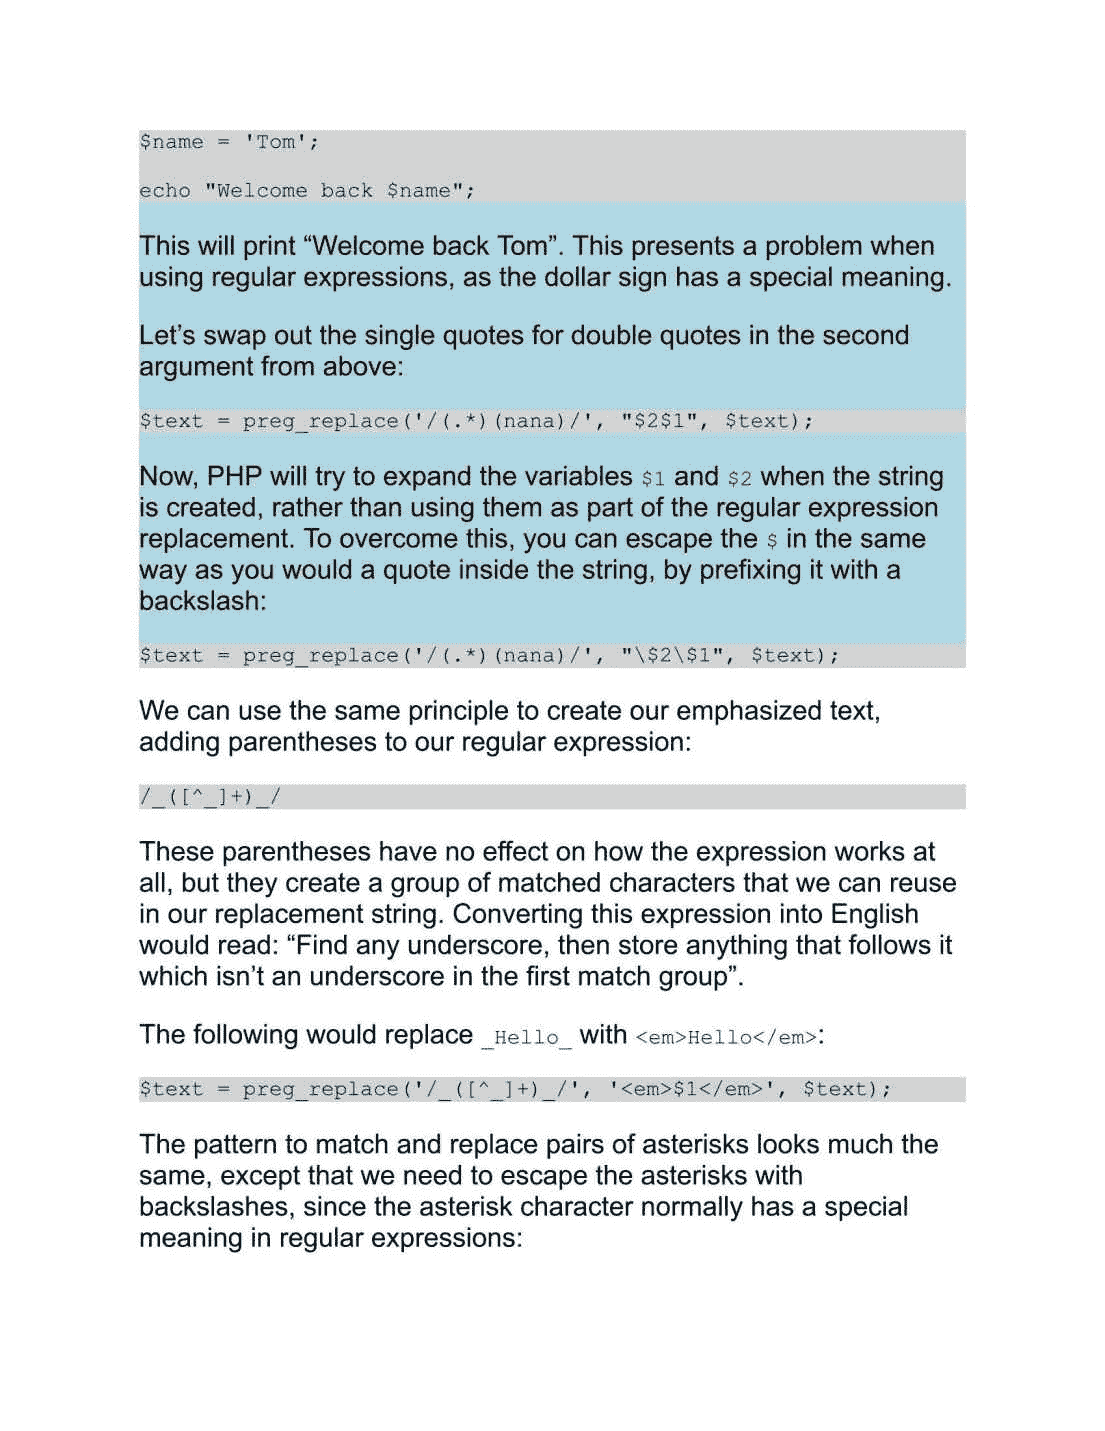 $name = 'Tom';
echo "Welcome back $name";
This will print “Welcome back Tom”. This presents a problem when
using regular expressions, as the dollar sign has a special meaning.
Let’s swap out the single quotes for double quotes in the second
argument from above:
$text = preg_replace('/(.*)(nana)/', "$2$1", $text);
Now, PHP will try to expand the variables $1 and $2 when the string
is created, rather than using them as part of the regular expression
replacement. To overcome this, you can escape the $ in the same
way as you would a quote inside the string, by prefixing it with a
backslash:
$text = preg_replace('/(.*)(nana)/', "\$2\$1", $text);
We can use the same principle to create our emphasized text,
adding parentheses to our regular expression:
/_([^_]+)_/
These parentheses have no effect on how the expression works at
all, but they create a group of matched characters that we can reuse
in our replacement string. Converting this expression into English
would read: “Find any underscore, then store anything that follows it
which isn’t an underscore in the first match group”.
The following would replace _Hello_ with <em>Hello</em>:
$text = preg_replace('/_([^_]+)_/', '<em>$1</em>', $text);
The pattern to match and replace pairs of asterisks looks much the
same, except that we need to escape the asterisks with
backslashes, since the asterisk character normally has a special
meaning in regular expressions: